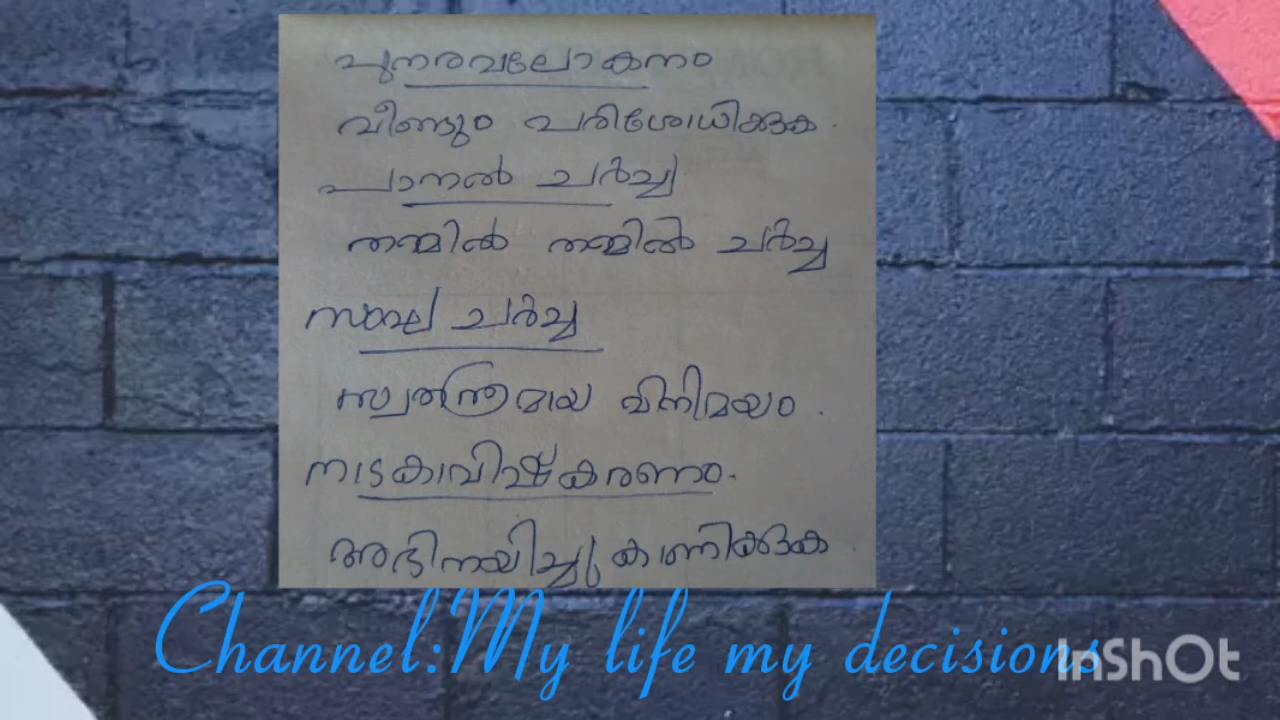 പുനരവലോകനം
വീണ്ടും പരിശോധിക്കുക.
പാനൽ ചർച്ച
തമ്മിൽ തമ്മിൽ ചർച്ച
സംഘ ചർച്ച
സ്വതന്ത്രമായ വിനിമയം.
നാടകാവിഷ്കരണം.
അഭിനയിച്ചു കാണിക്കുക.
Channel:My life my decisions
InShOt